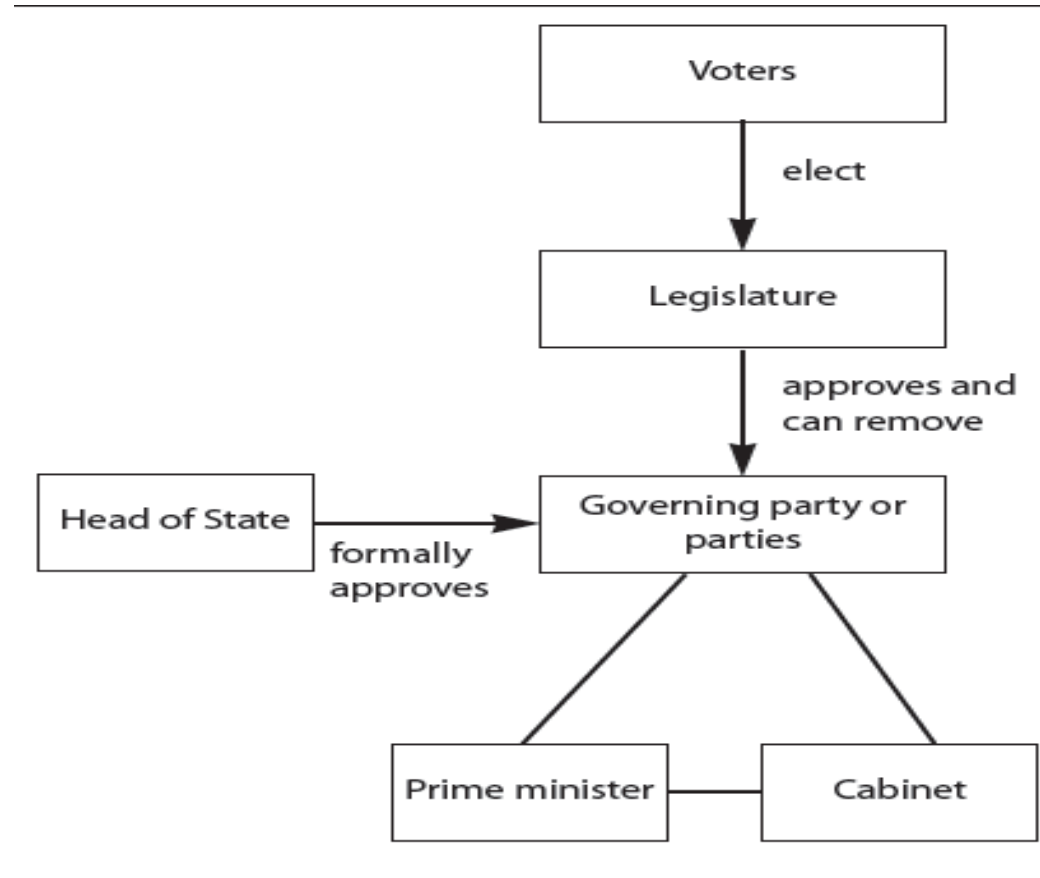 Voters
elect
Legislature
approves and
can remove
Governing party or
parties
Head of State
formally
approves
Prime minister
Cabinet